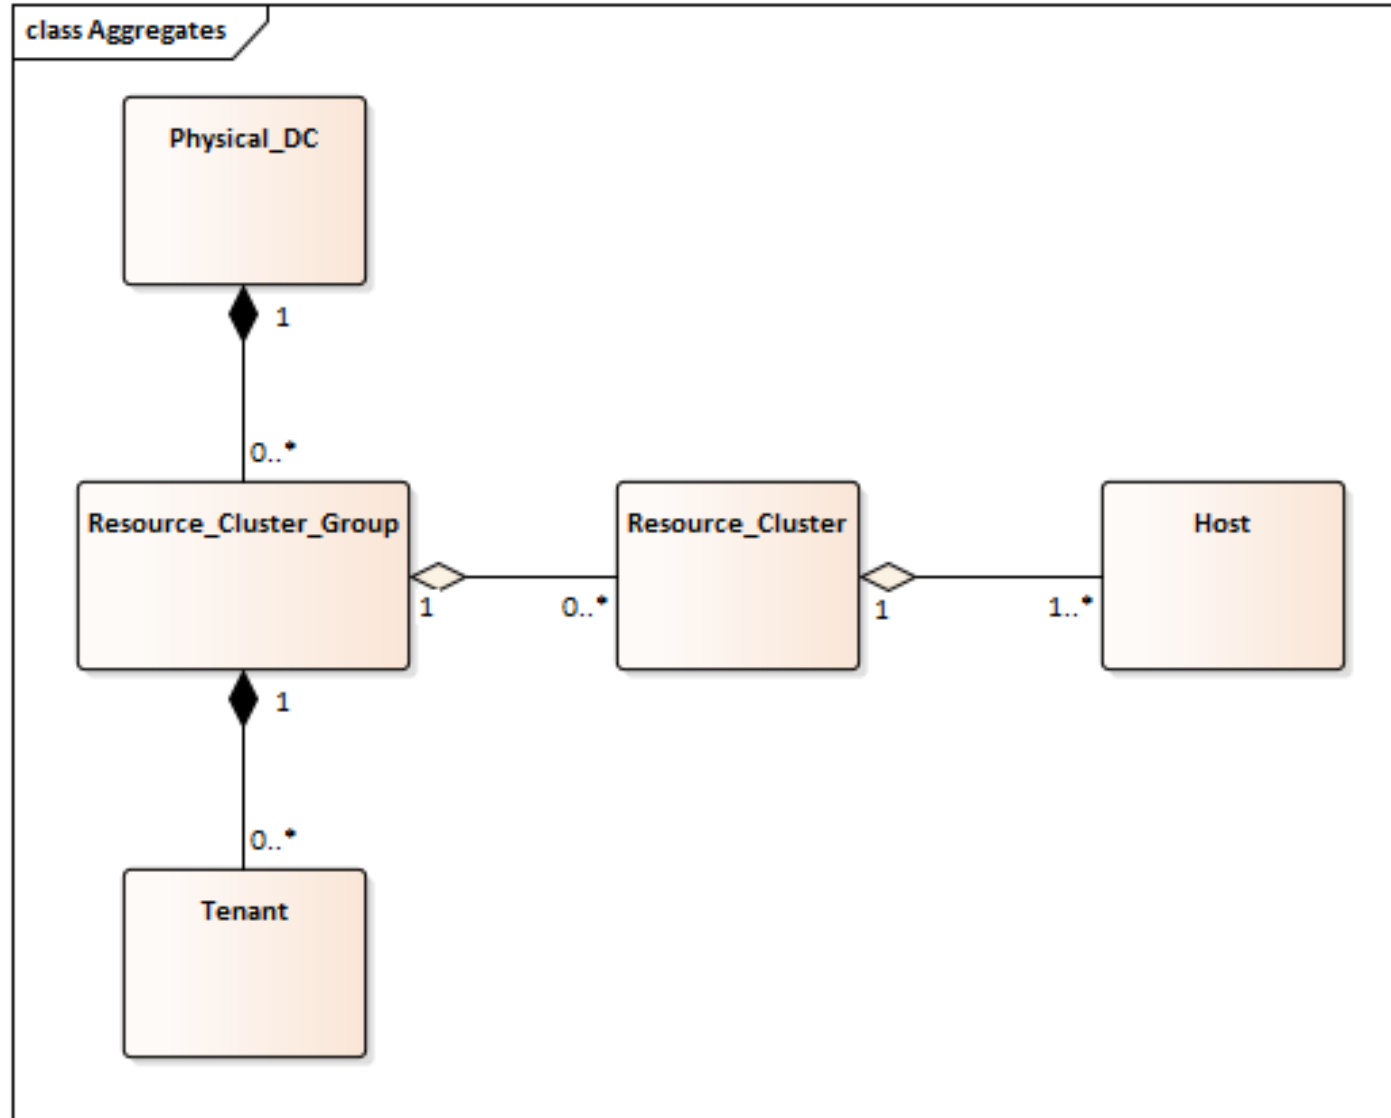 class Aggregates
Physical_DC
1
0..*
Resource_Cluster_Group
Resource_Cluster
Host
1
0..*
1
1..*
1
0..*
Tenant